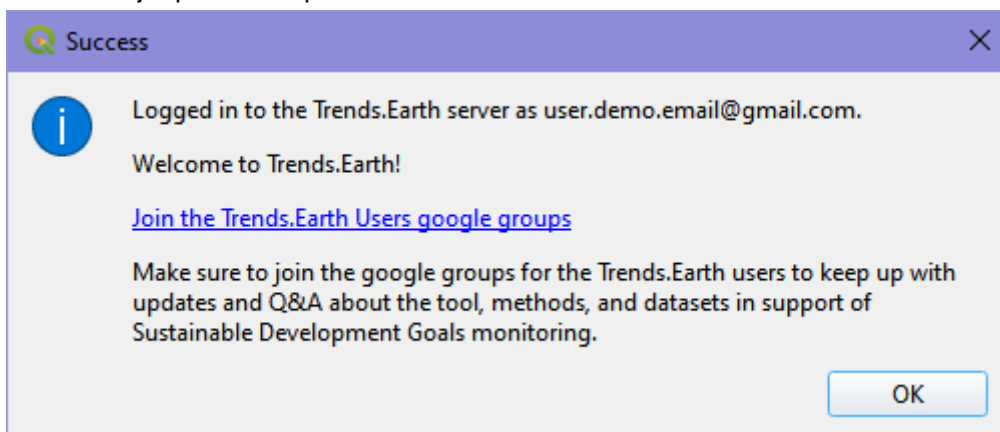 Success
Logged in to the Trends.Earth server as user.demo.email@gmail.com.
Welcome to Trends.Earth!
Join the Trends.Earth Users google groups
Make sure to join the google groups for the Trends.Earth users to keep up with
updates and Q&A about the tool, methods, and datasets in support of
Sustainable Development Goals monitoring.
OK